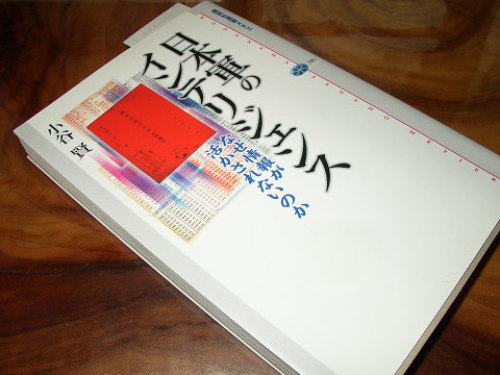 日本軍の
インテリジェンス
なぜ情報が
活かされないのか
小谷 賢